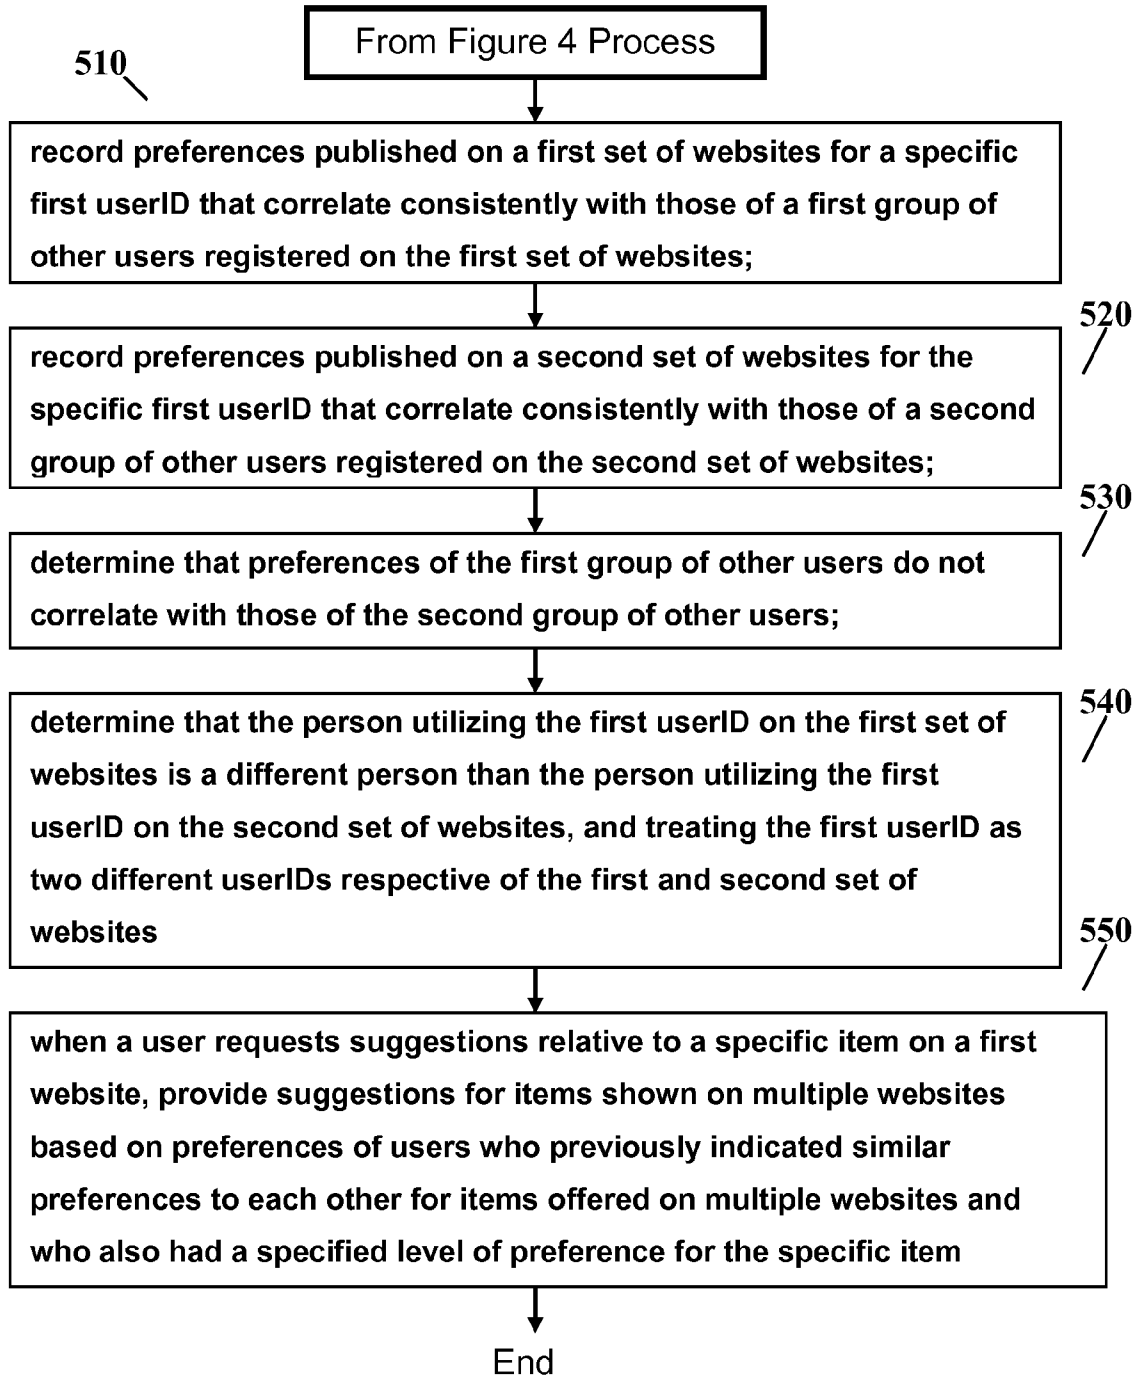 From Figure 4 Process
510
record preferences published on a first set of websites for a specific
first userID that correlate consistently with those of a first group of
other users registered on the first set of websites;
520
record preferences published on a second set of websites for the
specific first userID that correlate consistently with those of a second
group of other users registered on the second set of websites;
530
determine that preferences of the first group of other users do not
correlate with those of the second group of other users;
540
determine that the person utilizing the first userID on the first set of
websites is a different person than the person utilizing the first
userID on the second set of websites, and treating the first userID as
two different userIDs respective of the first and second set of
websites
550
when a user requests suggestions relative to a specific item on a first
website, provide suggestions for items shown on multiple websites
based on preferences of users who previously indicated similar
preferences to each other for items offered on multiple websites and
who also had a specified level of preference for the specific item
End